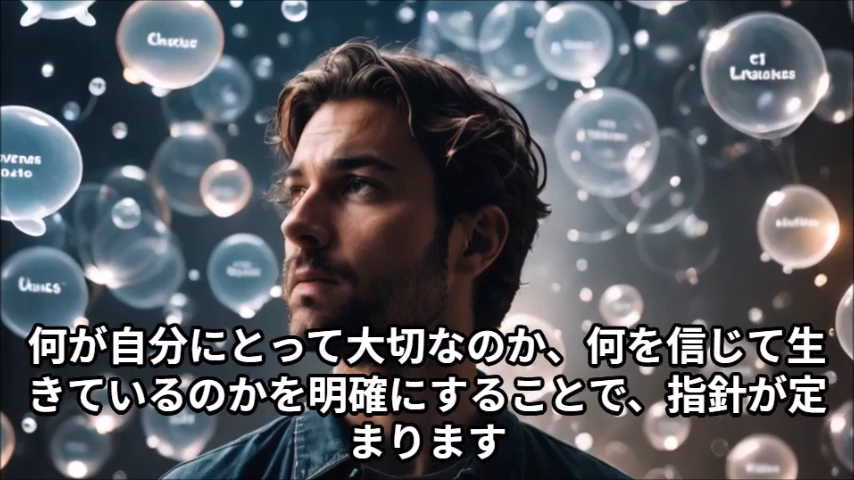 何が自分にとって大切なのか、何を信じて生
きているのかを明確にすることで、指針が定
まります